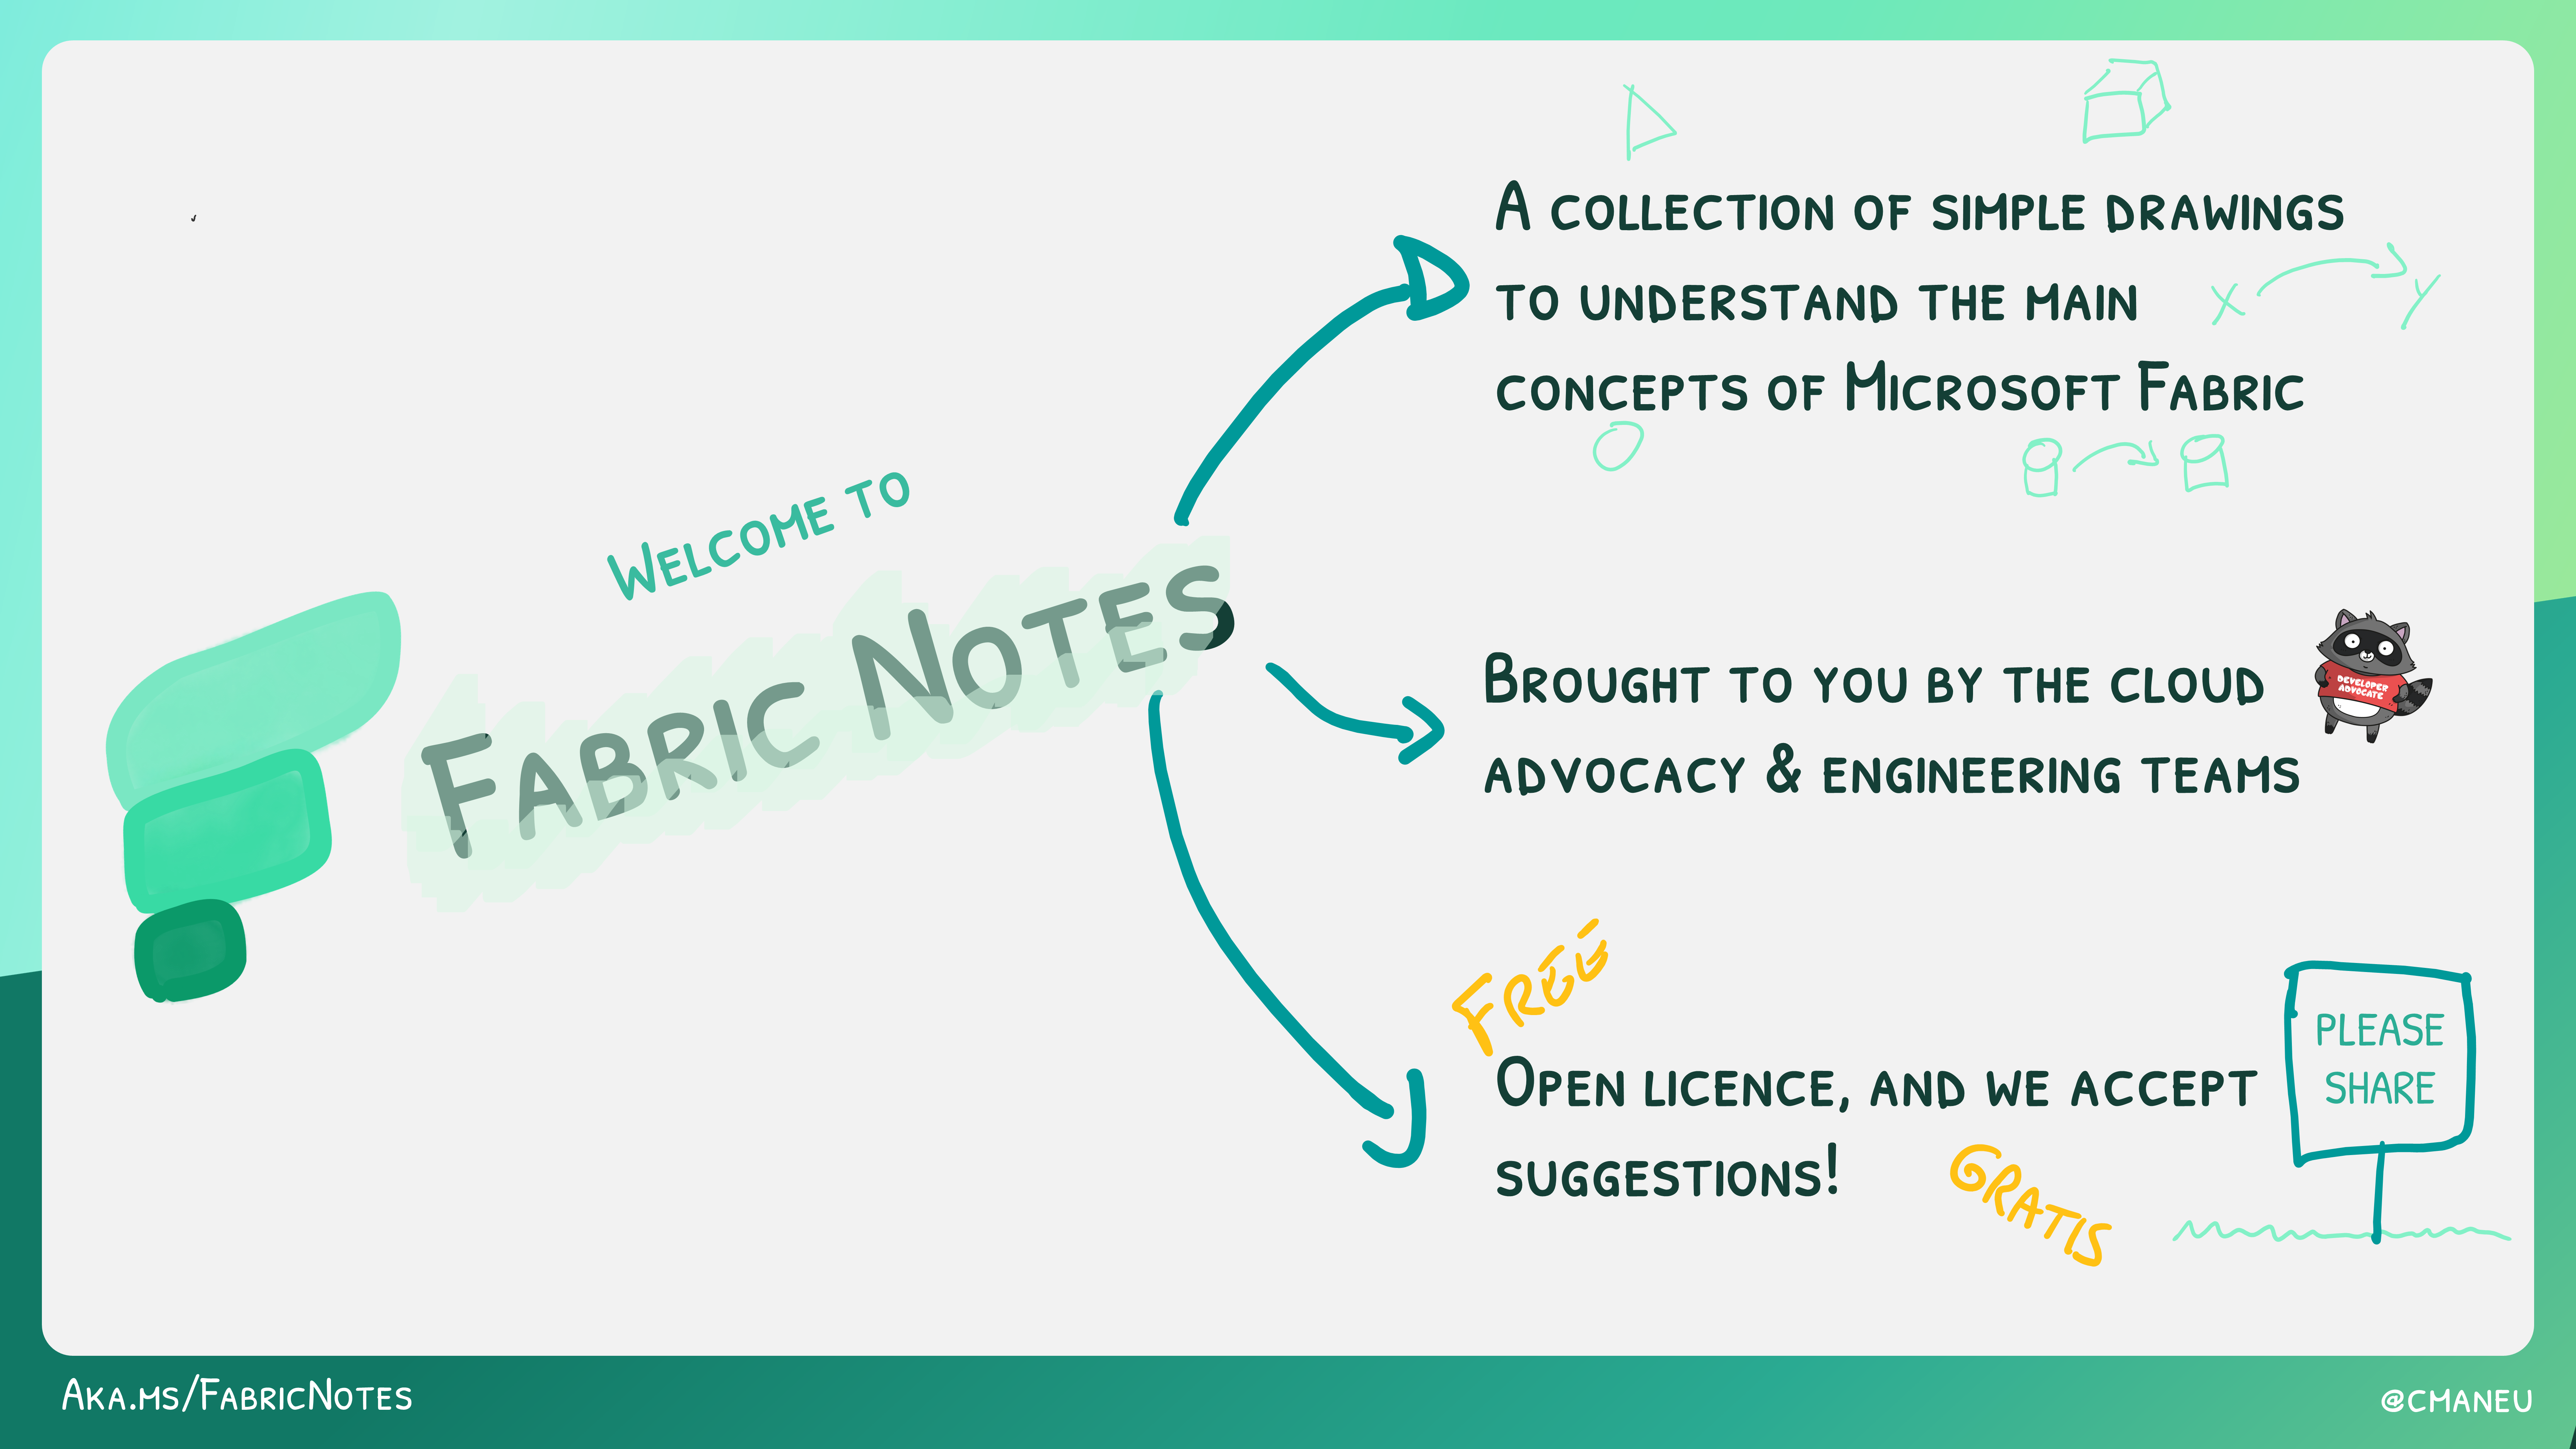 Welcome to
Fabric Notes
A collection of simple drawings
to understand the main
x y
concepts of Microsoft Fabric
Brought to you by the cloud
advocacy & engineering teams
DEVELOPER
ADVOCATE
FREE
Open licence, and we accept
suggestions!
GRATIS
PLEASE
SHARE
Aka.ms/FabricNotes
@cmaneu